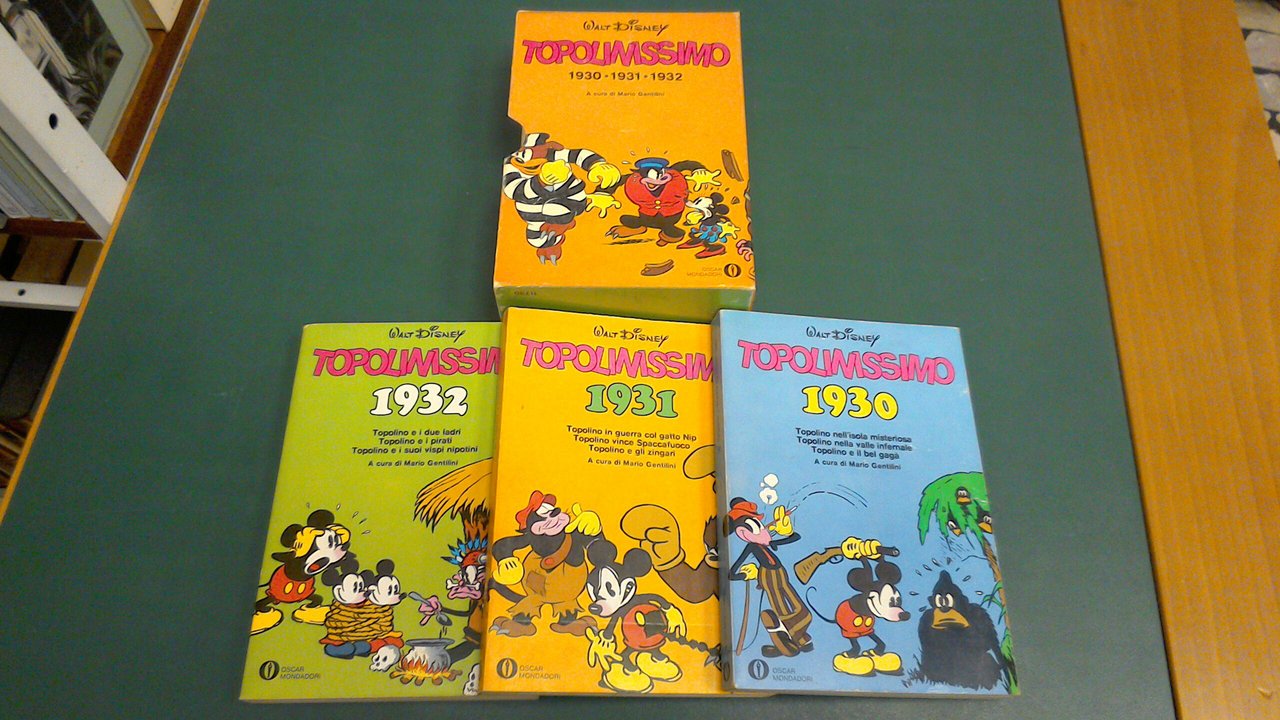 WALT DISNEY
TOPOLINISSIMO
1930 - 1931 - 1932
A cura di Mario Gentilini
OSCAR
MONDADORI
WALT DISNEY
TOPOLINISSIM
1932
Topolino e i due ladri
Topolino e i pirati
Topolino e i suoi vispi nipotini
A cura di Mario Gentilini
OSCAR
MONDADORI
WALT DISNEY
TOPOLINISSIM
1931
Topolino in guerra col gatto Nip
Topolino vince Spaccafuoco
Topolino e gli zingari
A cura di Mario Gentilini
OSCAR
MONDADORI
WALT DISNEY
TOPOLINISSIMO
1930
Topolino nell'isola misteriosa
Topolino nella valle infernale
Topolino e il bel gagà
A cura di Mario Gentilini
OSCAR
MONDADORI